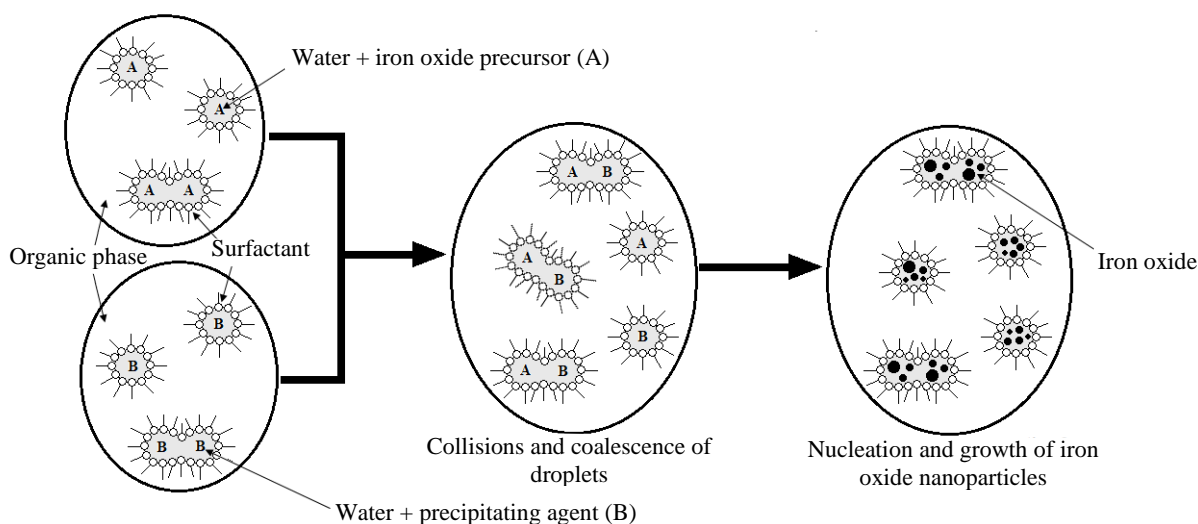 Water + iron oxide precursor (A)
A
A
A A
Organic phase
Surfactant
B
B
B B
Water + precipitating agent (B)
A B
A
A
B
B
A B
Collisions and coalescence of
droplets
Iron oxide
Nucleation and growth of iron
oxide nanoparticles